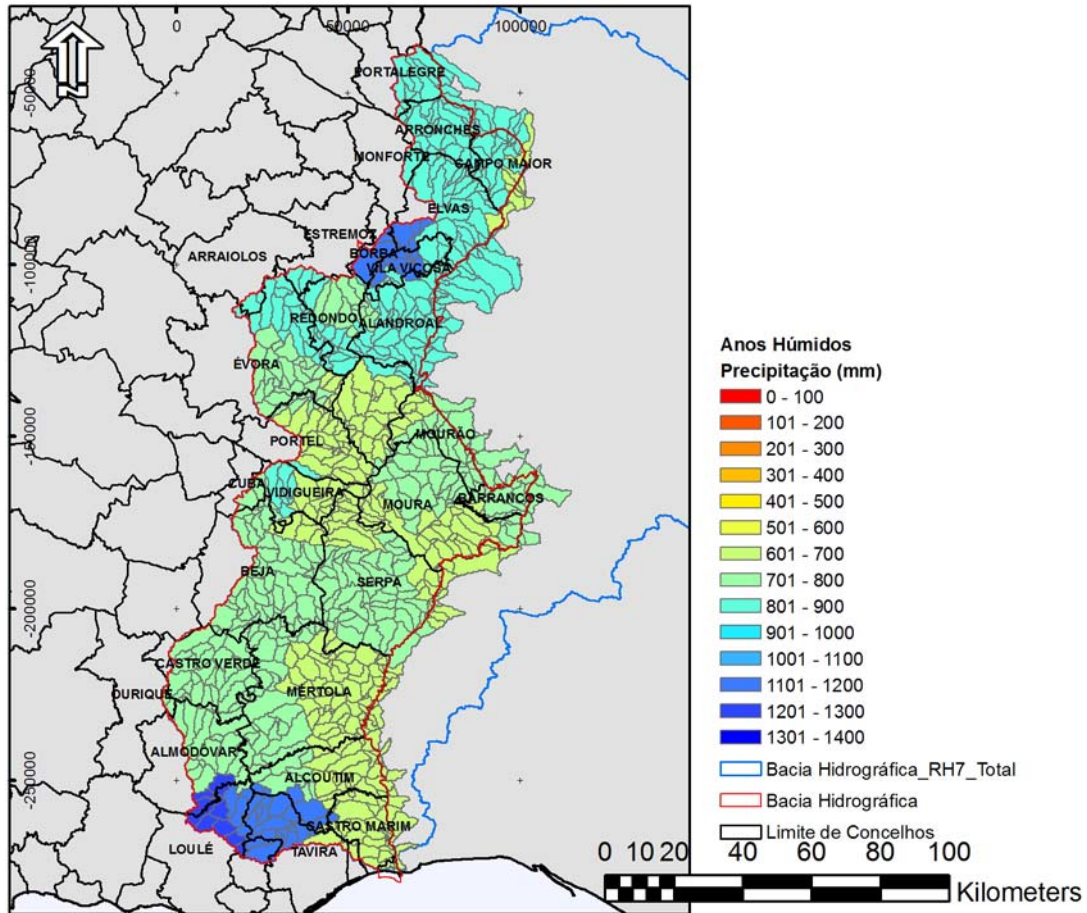 0 50000 100000
N
-50000
-100000
-150000
-200000
-250000
PORTALEGRE
ARRONCHES
MONFORTE
CAMPO MAIOR
ELVAS
ESTREMOZ
BORBA
ARRAIOLOS
VILA VIÇOSA
REDONDO
ALANDROAL
ÉVORA
PORTEL
MOURÃO
CUBA
VIDIGUEIRA
MOURA
BARRANCOS
BEJA
SERPA
CASTRO VERDE
OURIQUE
MÉRTOLA
ALMODÔVAR
ALCOUTIM
CASTRO MARIM
LOULÉ
TAVIRA
Anos Húmidos
Precipitação (mm)
0 - 100
101 - 200
201 - 300
301 - 400
401 - 500
501 - 600
601 - 700
701 - 800
801 - 900
901 - 1000
1001 - 1100
1101 - 1200
1201 - 1300
1301 - 1400
Bacia Hidrográfica_RH7_Total
Bacia Hidrográfica
Limite de Concelhos
0 10 20 40 60 80 100
Kilometers